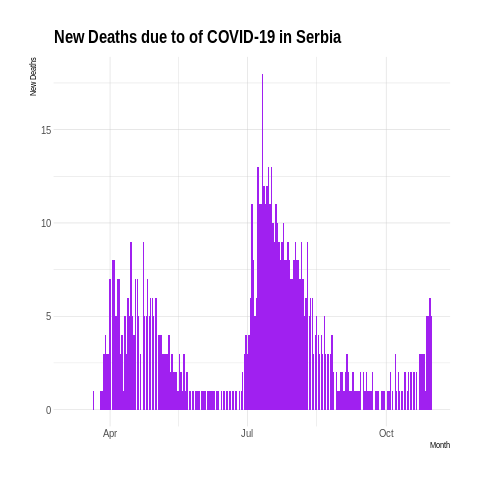 New Deaths due to of COVID-19 in Serbia
New Deaths
15
10
5
0
Apr
Jul
Oct
Month